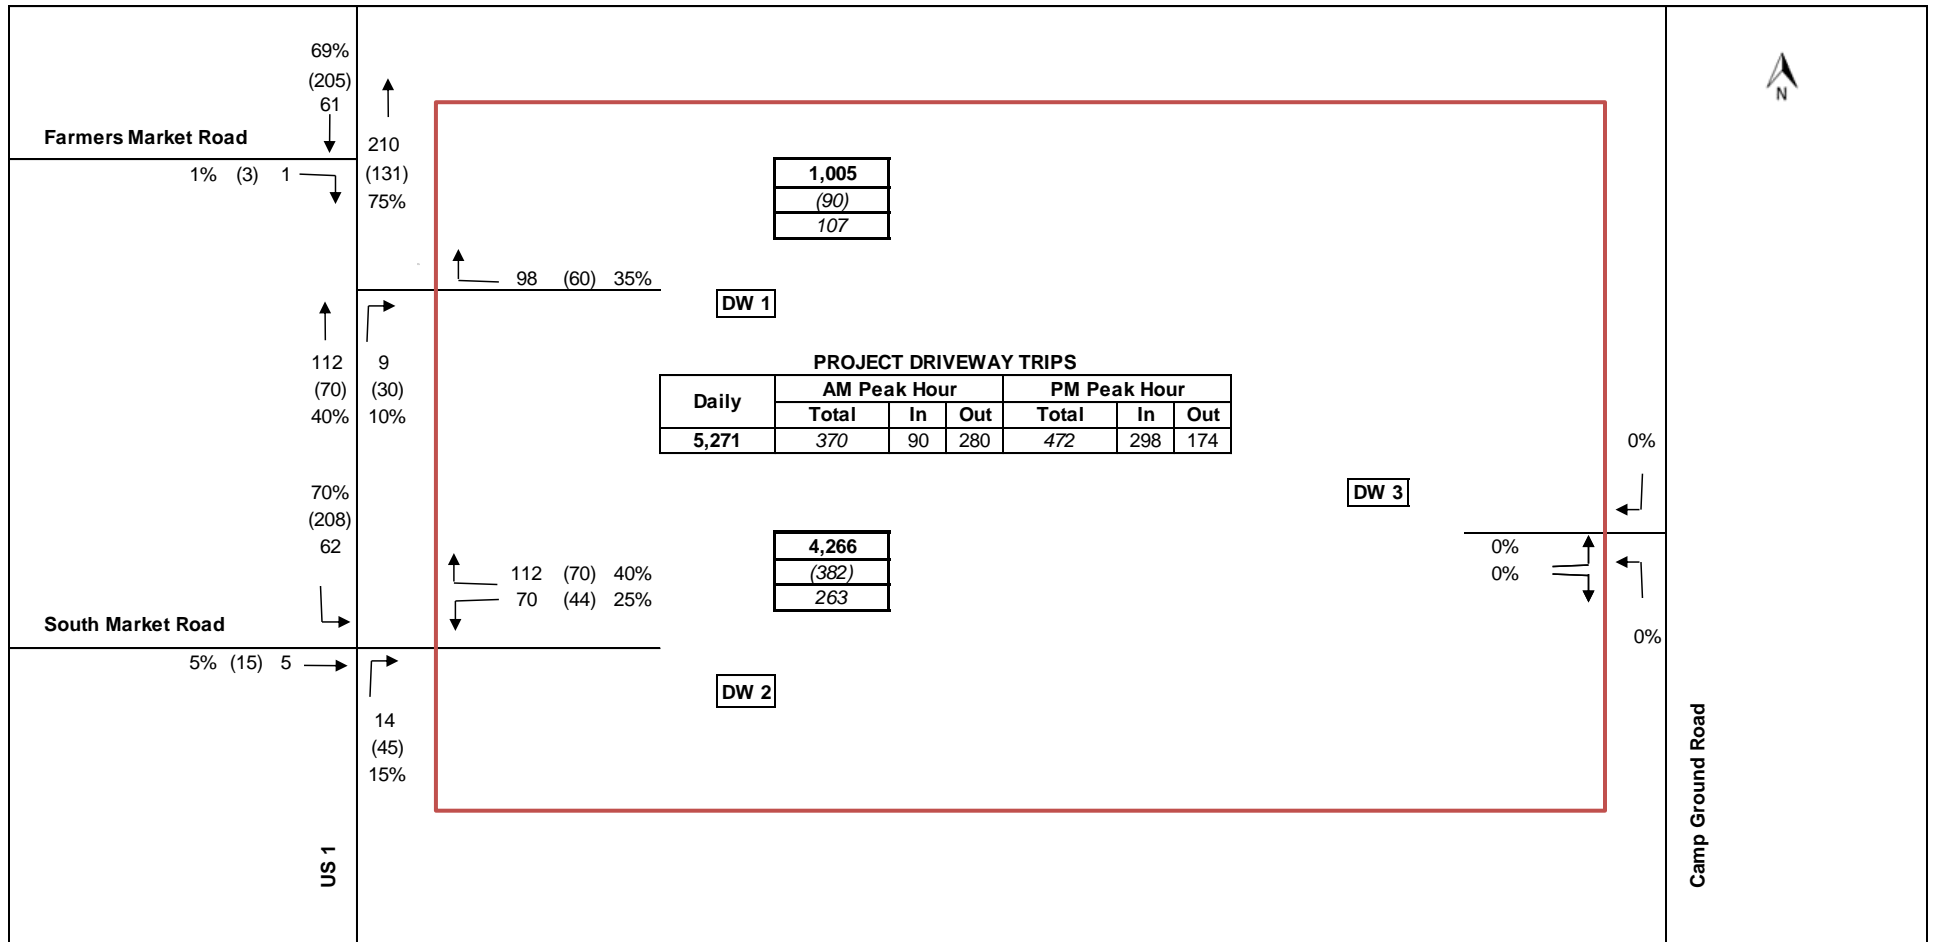 69%
(205)
61
N
Farmers Market Road
210
1% (3) 1
(131)
75%
1,005
(90)
107
98 (60) 35%
DW 1
112 9
(70) (30)
40% 10%
PROJECT DRIVEWAY TRIPS
Daily AM Peak Hour PM Peak Hour
Total In Out Total In Out
5,271 370 90 280 472 298 174
0%
70%
(208)
62
DW 3
4,266
(382)
263
112 (70) 40%
70 (44) 25%
0%
0%
0%
South Market Road
5% (15) 5
DW 2
14
(45)
15%
US 1
Camp Ground Road